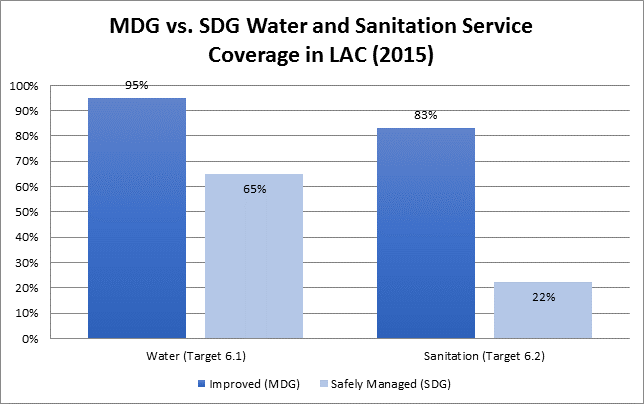 MDG vs. SDG Water and Sanitation Service
Coverage in LAC (2015)
100%
90%
80%
70%
60%
50%
40%
30%
20%
10%
0%
95%
65%
83%
22%
Water (Target 6.1)
Sanitation (Target 6.2)
Improved (MDG)
Safely Managed (SDG)